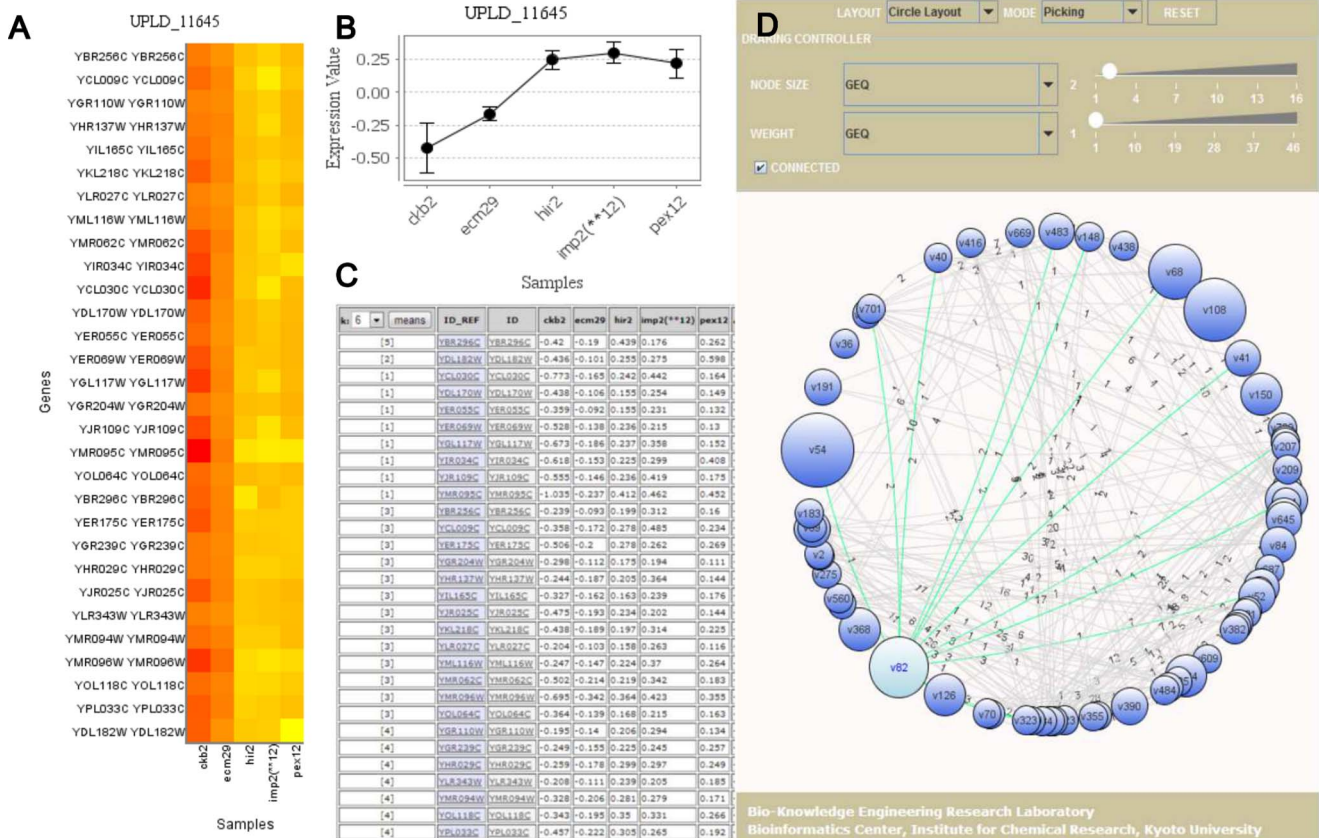 A
UPLD_11645
YBR256C YBR256C
YCL009C YCL009C
YGR110W YGR110W
YHR137W YHR137W
YIL165C YIL165C
YKL218C YKL218C
YLR027C YLR027C
YML116W YML116W
YMR062C YMR062C
YIR034C YIR034C
YCL030C YCL030C
YDL170W YDL170W
YER055C YER055C
YER069W YER069W
YGL117W YGL117W
YGR204W YGR204W
YJR109C YJR109C
YMR095C YMR095C
YOL064C YOL064C
YBR296C YBR296C
YER175C YER175C
YGR239C YGR239C
YHR029C YHR029C
YJR025C YJR025C
YLR343W YLR343W
YMR094W YMR094W
YMR096W YMR096W
YOL118C YOL118C
YPL033C YPL033C
YDL182W YDL182W
Genes
ckb2 ecm29 hir2 imp2(**12) pex12
Samples
B
UPLD_11645
Expression Value
0.25
0.00
-0.25
-0.50
ckb2 ecm29 hir2 imp2(**12) pex12
Samples
C
k: 6 means ID_REF ID ckb2 ecm29 hir2 imp2(**12) pex12
[5] YBR296C YBR296C -0.42 -0.19 0.439 0.176 0.262
[2] YDL182W YDL182W -0.436 -0.101 0.255 0.275 0.598
[1] YCL030C YCL030C -0.773 -0.165 0.242 0.442 0.164
[1] YDL170W YDL170W -0.438 -0.106 0.155 0.254 0.149
[1] YER055C YER055C -0.359 -0.092 0.155 0.231 0.132
[1] YER069W YER069W -0.528 -0.138 0.236 0.215 0.13
[1] YGL117W YGL117W -0.673 -0.186 0.237 0.358 0.152
[1] YIR034C YIR034C -0.618 -0.153 0.225 0.299 0.408
[1] YJR109C YJR109C -0.555 -0.146 0.236 0.419 0.175
[1] YMR095C YMR095C -1.035 -0.237 0.412 0.462 0.452
[3] YBR256C YBR256C -0.239 -0.093 0.199 0.312 0.16
[3] YCL009C YCL009C -0.358 -0.172 0.278 0.485 0.234
[3] YER175C YER175C -0.506 -0.2 0.278 0.262 0.269
[3] YGR204W YGR204W -0.298 -0.112 0.175 0.194 0.111
[3] YHR137W YHR137W -0.244 -0.187 0.205 0.364 0.144
[3] YIL165C YIL165C -0.327 -0.162 0.163 0.239 0.176
[3] YJR025C YJR025C -0.475 -0.193 0.234 0.202 0.144
[3] YKL218C YKL218C -0.438 -0.189 0.197 0.314 0.225
[3] YLR027C YLR027C -0.204 -0.103 0.158 0.263 0.116
[3] YML116W YML116W -0.247 -0.147 0.224 0.37 0.264
[3] YMR062C YMR062C -0.502 -0.214 0.219 0.342 0.183
[3] YMR096W YMR096W -0.695 -0.342 0.364 0.423 0.355
[3] YOL064C YOL064C -0.364 -0.139 0.168 0.215 0.163
[4] YGR110W YGR110W -0.195 -0.14 0.206 0.294 0.134
[4] YGR239C YGR239C -0.249 -0.155 0.225 0.245 0.257
[4] YHR029C YHR029C -0.259 -0.178 0.299 0.297 0.249
[4] YLR343W YLR343W -0.208 -0.111 0.239 0.205 0.185
[4] YMR094W YMR094W -0.328 -0.206 0.281 0.279 0.171
[4] YOL118C YOL118C -0.343 -0.195 0.35 0.331 0.266
[4] YPL033C YPL033C -0.457 -0.222 0.305 0.265 0.192
D
LAYOUT Circle Layout MODE Picking RESET
DRARING CONTROLLER
NODE SIZE GEQ 2
1 4 7 10 13 16
WEIGHT GEQ 1
1 10 19 28 37 46
CONNECTED
v669 v483 v148
v416 v438
v40 v68
v701 v108
v36 v41
v191 v150
v54 v207
v209
v183 v645
v2 v84
v275
v560 v52
v368 v382
v82 v609
v126 v484
v70 v323 v355 v390
Bio-Knowledge Engineering Research Laboratory
Bioinformatics Center, Institute for Chemical Research, Kyoto University